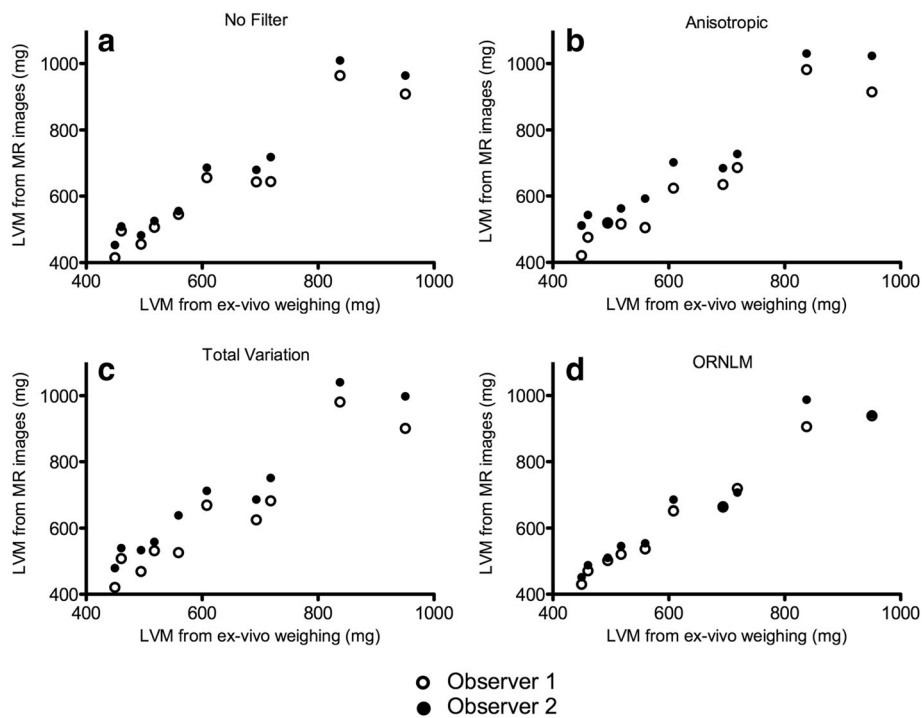 a
No Filter
LVM from MR images (mg)
1000
800
600
400
400 600 800 1000
LVM from ex-vivo weighing (mg)
b
Anisotropic
LVM from MR images (mg)
1000
800
600
400
400 600 800 1000
LVM from ex-vivo weighing (mg)
c
Total Variation
LVM from MR images (mg)
1000
800
600
400
400 600 800 1000
LVM from ex-vivo weighing (mg)
d
ORNLM
LVM from MR images (mg)
1000
800
600
400
400 600 800 1000
LVM from ex-vivo weighing (mg)
Observer 1
Observer 2